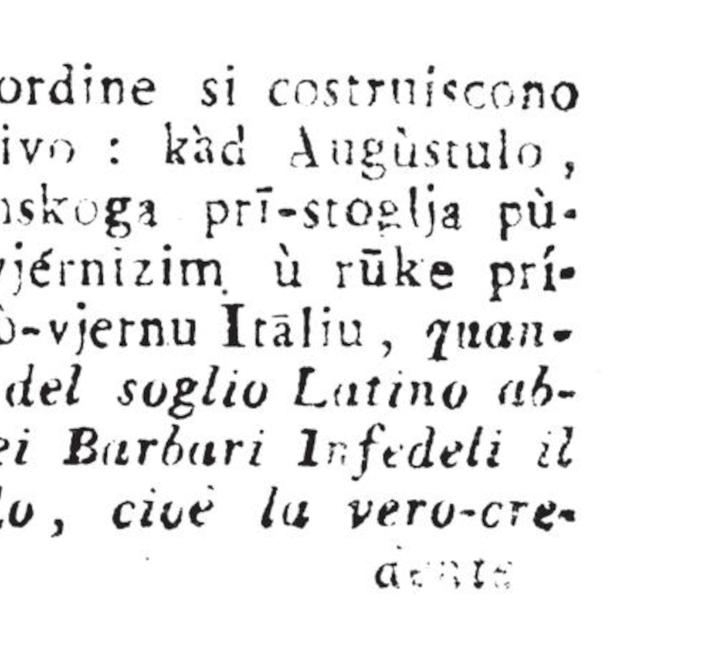 ordine si costruiscono
ivo : kàd Augùstulo ,
nskoga prī-stoglja pù-
vjérnizim ù rūke prí-
ò-vjernu Itāliu , quan-
del soglio Latino ab-
ei Barbari Infedeli il
lo , cioè la vero-cre-
dente